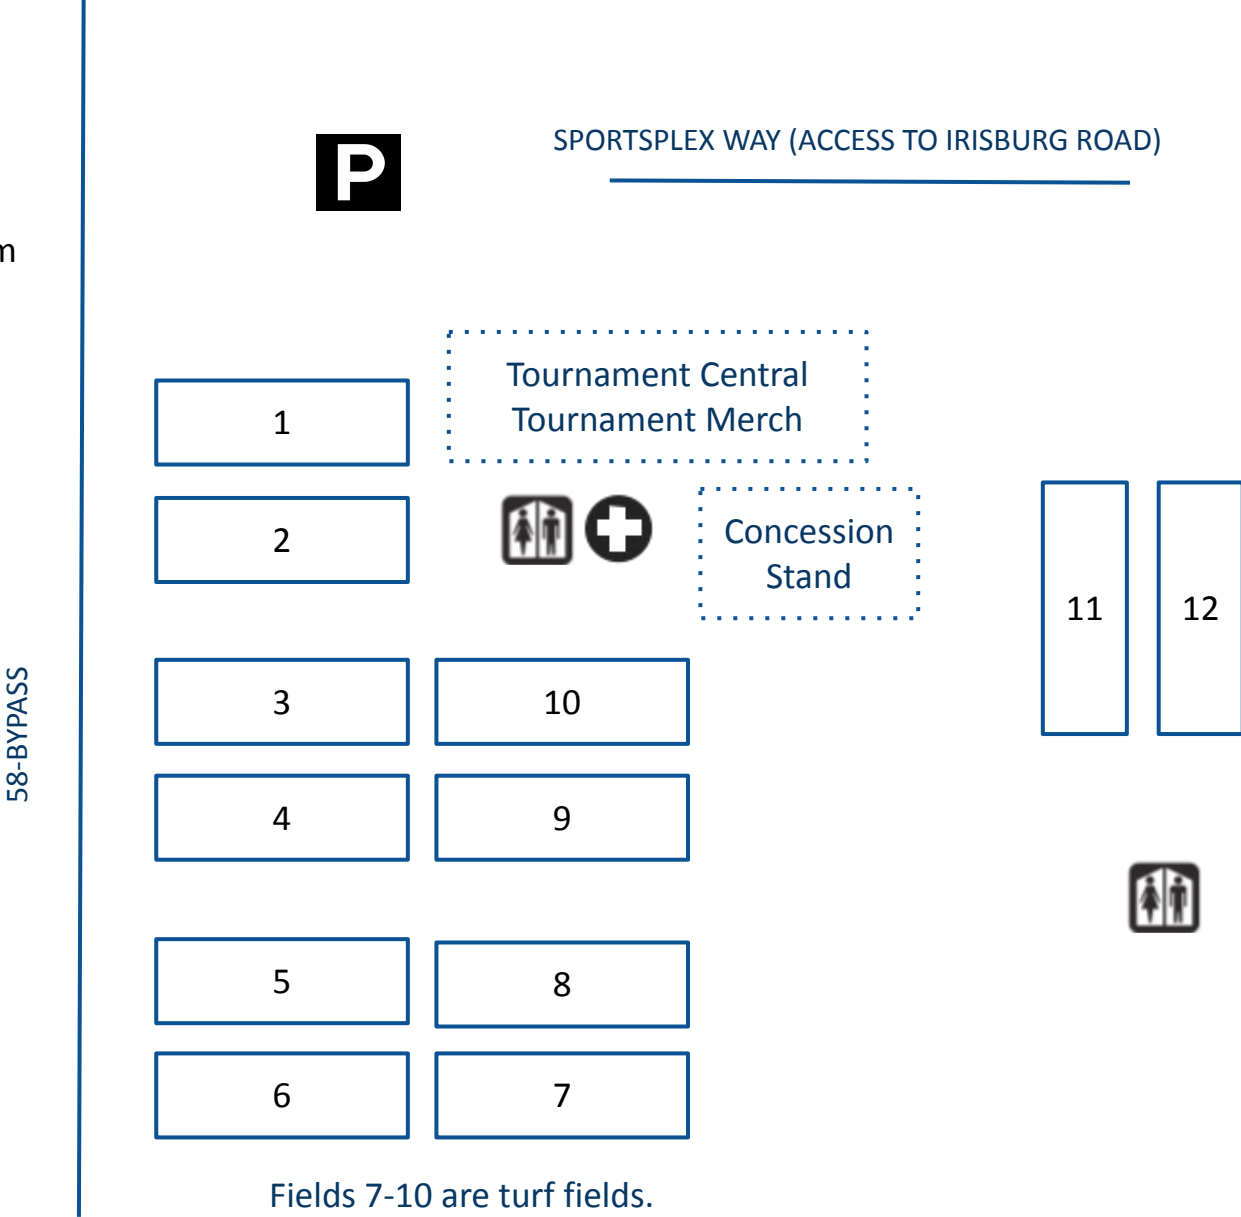 P
SPORTSPLEX WAY (ACCESS TO IRISBURG ROAD)
m
Tournament Central
Tournament Merch
1
2
Concession
Stand
11
12
3
10
58-BYPASS
4
9
5
8
6
7
Fields 7-10 are turf fields.